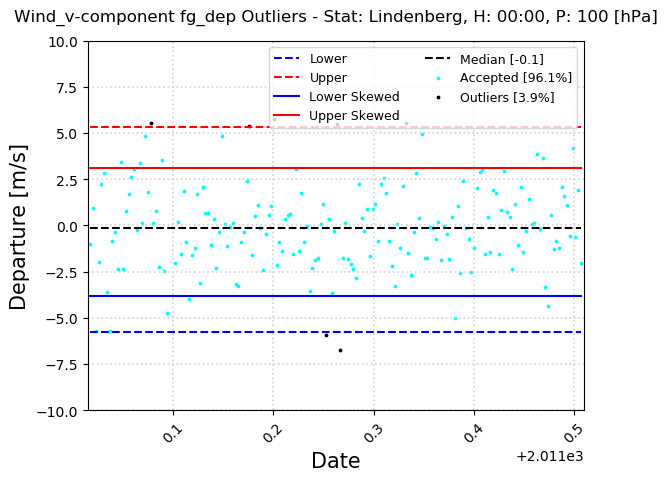 Wind_v-component fg_dep Outliers - Stat: Lindenberg, H: 00:00, P: 100 [hPa]
Departure [m/s]
10.0
7.5
5.0
2.5
0.0
−2.5
−5.0
−7.5
−10.0
Lower
Upper
Lower Skewed
Upper Skewed
Median [-0.1]
Accepted [96.1%]
Outliers [3.9%]
0.1
0.2
0.3
0.4
0.5
+2.011e3
Date